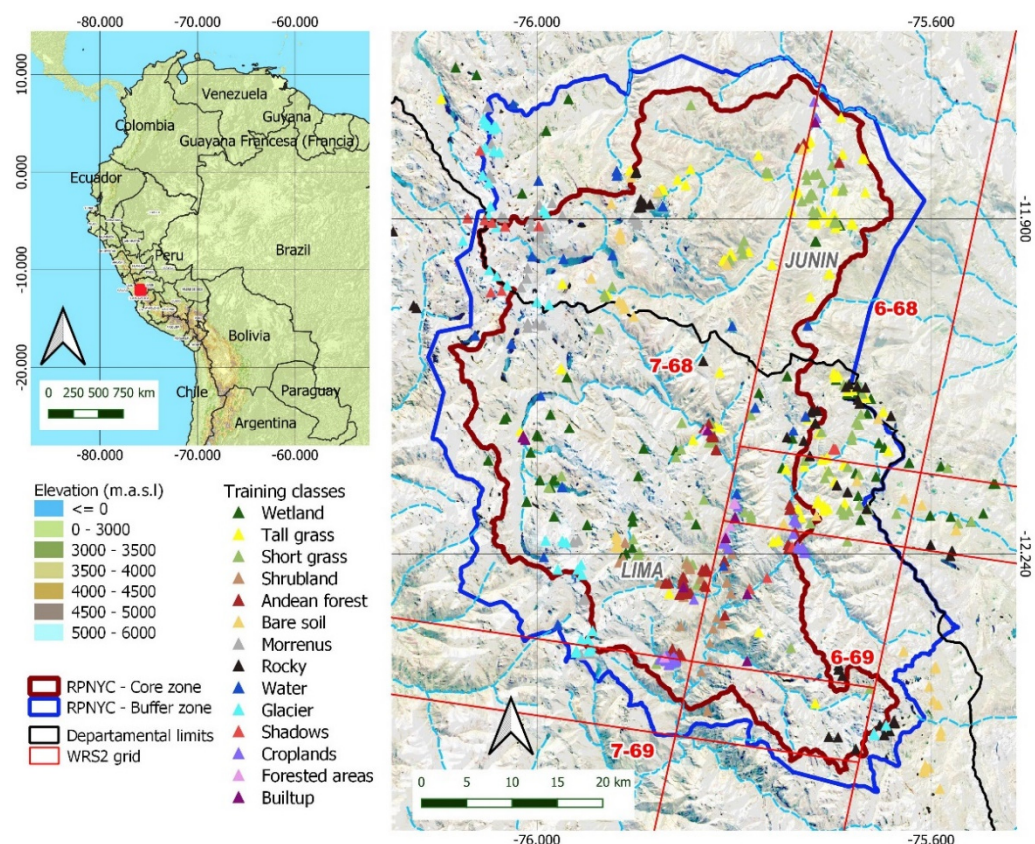 -80.000 -70.000 -60.000
10.000
0.000
-10.000
-20.000
Venezuela
Guyana
Colombia
Guayana Francesa (Francia)
Ecuador
Peru
Brazil
Bolivia
Chile
Paraguay
Argentina
0 250 500 750 km
-80.000 -70.000 -60.000
Elevation (m.a.s.l)
<= 0
0 - 3000
3000 - 3500
3500 - 4000
4000 - 4500
4500 - 5000
5000 - 6000
RPNYC - Core zone
RPNYC - Buffer zone
Departamental limits
WRS2 grid
Training classes
Wetland
Tall grass
Short grass
Shrubland
Andean forest
Bare soil
Morrenus
Rocky
Water
Glacier
Shadows
Croplands
Forested areas
Builtup
-76.000 -75.600
-11.900
JUNIN
6-68
7-68
-12.240
LIMA
6-69
7-69
0 5 10 15 20 km
-76.000 -75.600